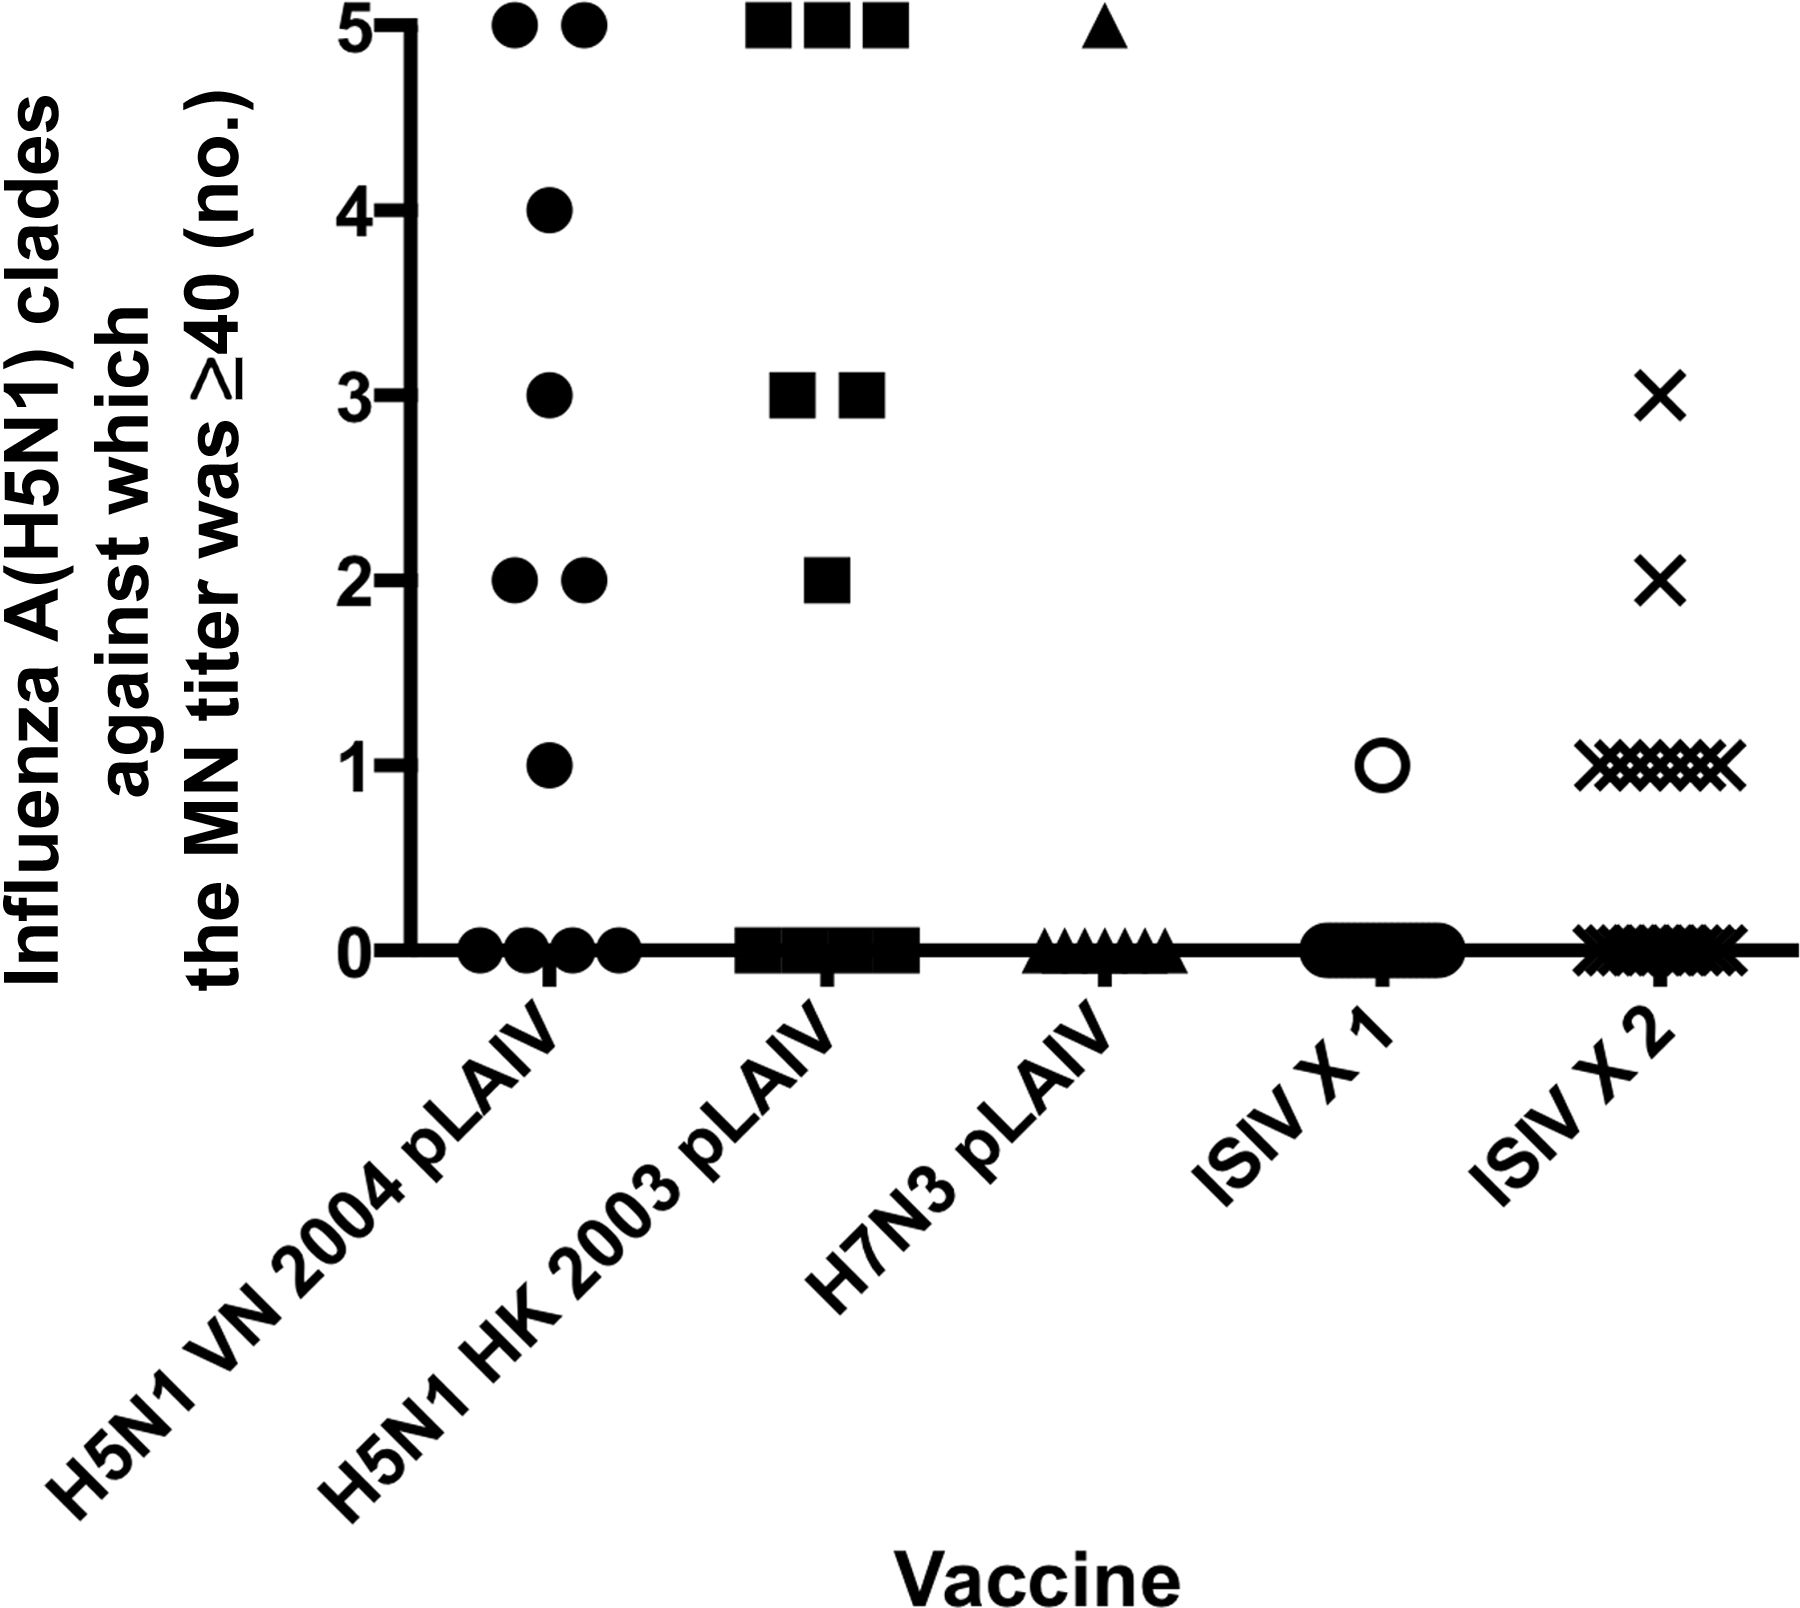 Influenza A(H5N1) clades
against which
the MN titer was ≥40 (no.)
5
4
3
2
1
0
H5N1 VN 2004 pLAIV
H5N1 HK 2003 pLAIV
H7N3 pLAIV
ISIV X 1
ISIV X 2
Vaccine